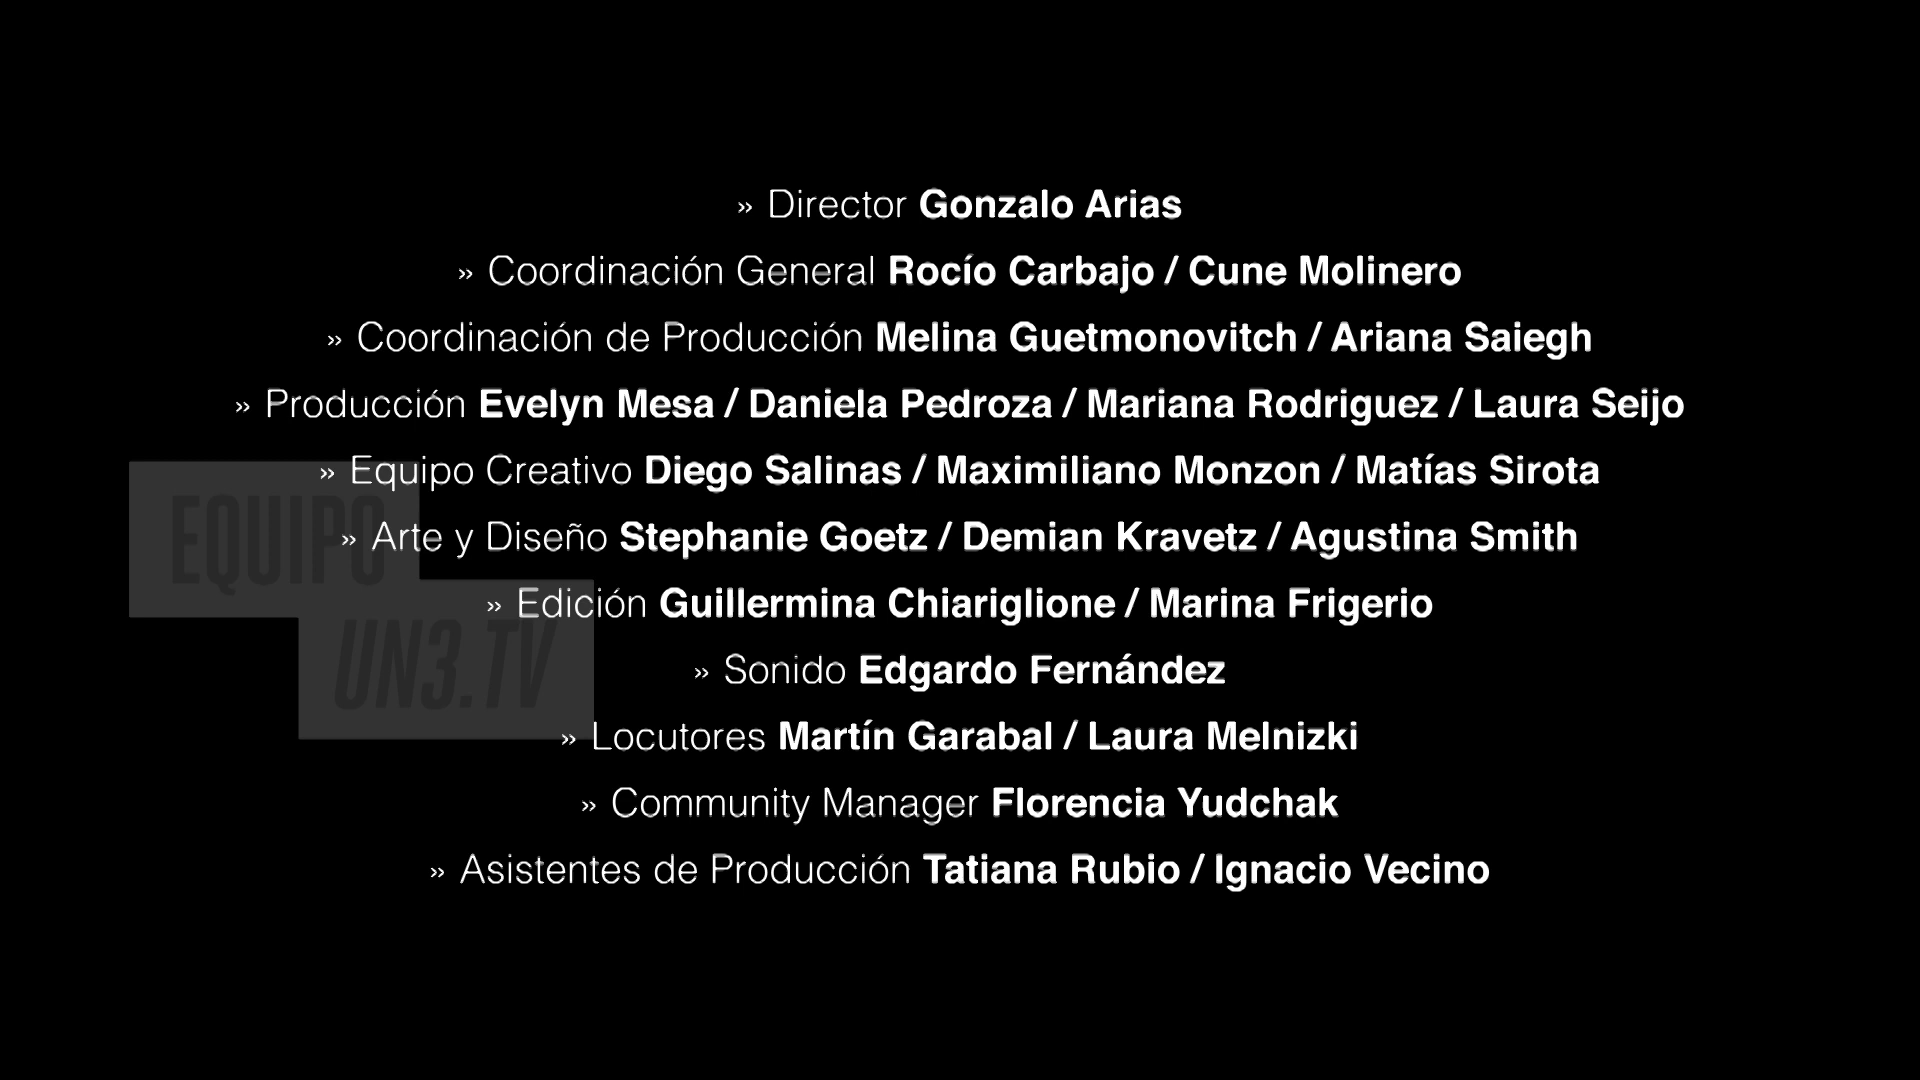 » Director Gonzalo Arias
» Coordinación General Rocío Carbajo / Cune Molinero
» Coordinación de Producción Melina Guetmonovitch / Ariana Saiegh
» Producción Evelyn Mesa / Daniela Pedroza / Mariana Rodriguez / Laura Seijo
» Equipo Creativo Diego Salinas / Maximiliano Monzon / Matías Sirota
EQUIPO
» Arte y Diseño Stephanie Goetz / Demian Kravetz / Agustina Smith
» Edición Guillermina Chiariglione / Marina Frigerio
UN3.TV
» Sonido Edgardo Fernández
» Locutores Martín Garabal / Laura Melnizki
» Community Manager Florencia Yudchak
» Asistentes de Producción Tatiana Rubio / Ignacio Vecino